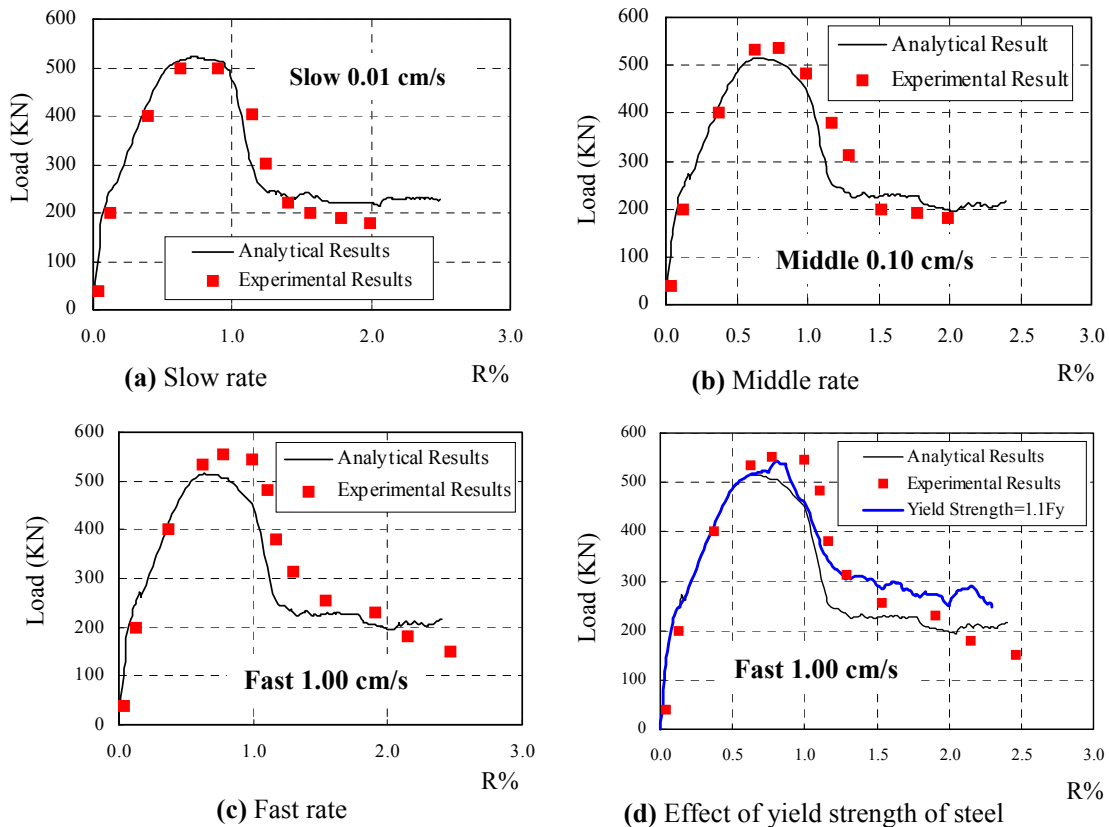 600
500
400
300
200
100
0
Load (KN)
Slow 0.01 cm/s
Analytical Results
Experimental Results
0.0 1.0 2.0 3.0
(a) Slow rate R%
600
500
400
300
200
100
0
Load (KN)
Analytical Result
Experimental Result
Middle 0.10 cm/s
0.0 0.5 1.0 1.5 2.0 2.5 3.0
(b) Middle rate R%
600
500
400
300
200
100
0
Load (KN)
Analytical Results
Experimental Results
Fast 1.00 cm/s
0.0 1.0 2.0 3.0
R%
(c) Fast rate
600
500
400
300
200
100
0
Load (KN)
Analytical Results
Experimental Results
Yield Strength=1.1Fy
Fast 1.00 cm/s
0.0 0.5 1.0 1.5 2.0 2.5 3.0
R%
(d) Effect of yield strength of steel